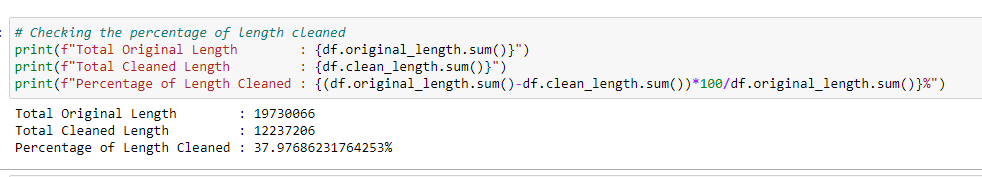 # Checking the percentage of length cleaned
print(f"Total Original Length        : {df.original_length.sum()}")
print(f"Total Cleaned Length         : {df.clean_length.sum()}")
print(f"Percentage of Length Cleaned : {(df.original_length.sum()-df.clean_length.sum())*100/df.original_length.sum()}%")
Total Original Length        : 19730066
Total Cleaned Length         : 12237206
Percentage of Length Cleaned : 37.97686231764253%